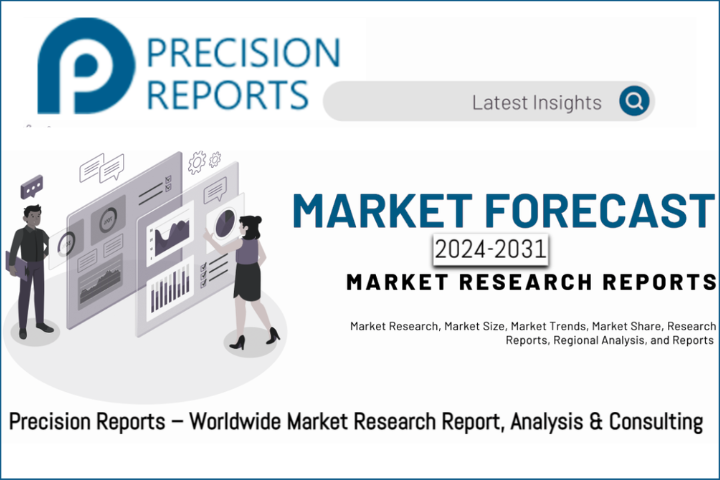 PRECISION
REPORTS
Latest Insights
MARKET FORECAST
2024-2031
MARKET RESEARCH REPORTS
Market Research, Market Size, Market Trends, Market Share, Research
Reports, Regional Analysis, and Reports
Precision Reports – Worldwide Market Research Report, Analysis & Consulting